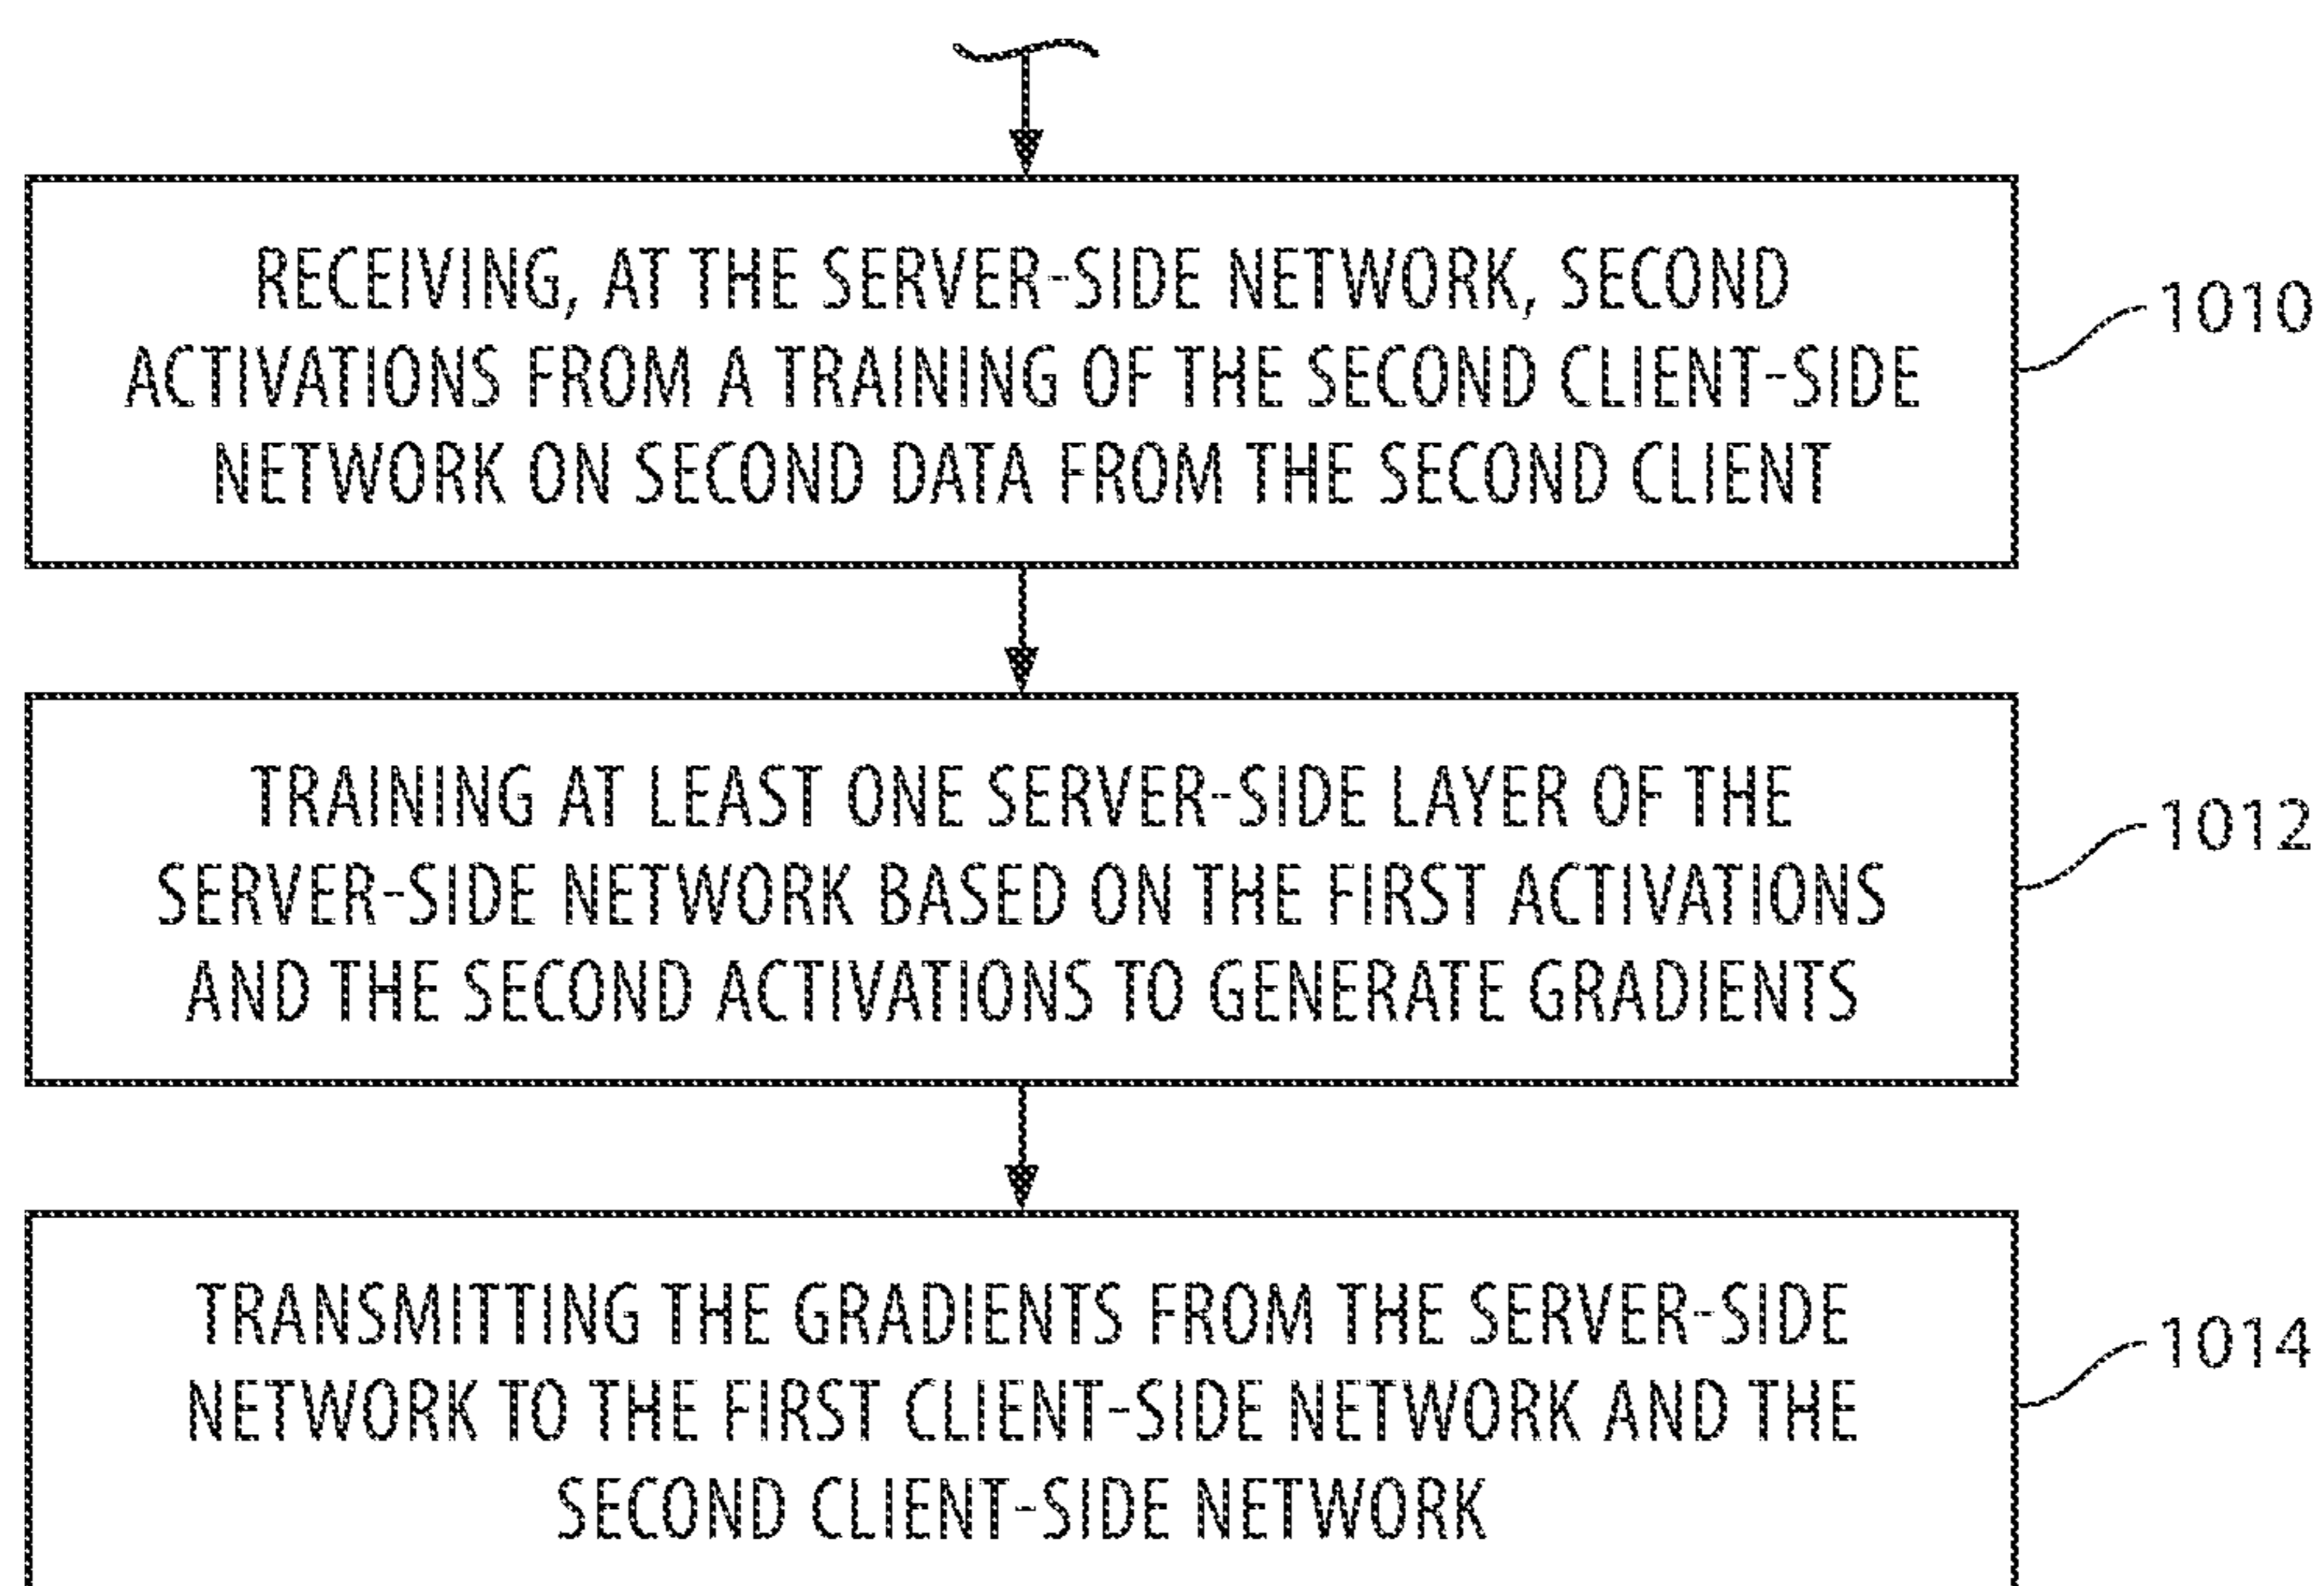 RECEIVING, AT THE SERVER-SIDE NETWORK, SECOND
ACTIVATIONS FROM A TRAINING OF THE SECOND CLIENT-SIDE
NETWORK ON SECOND DATA FROM THE SECOND CLIENT
1010
TRAINING AT LEAST ONE SERVER-SIDE LAYER OF THE
SERVER-SIDE NETWORK BASED ON THE FIRST ACTIVATIONS
AND THE SECOND ACTIVATIONS TO GENERATE GRADIENTS
1012
TRANSMITTING THE GRADIENTS FROM THE SERVER-SIDE
NETWORK TO THE FIRST CLIENT-SIDE NETWORK AND THE
SECOND CLIENT-SIDE NETWORK
1014